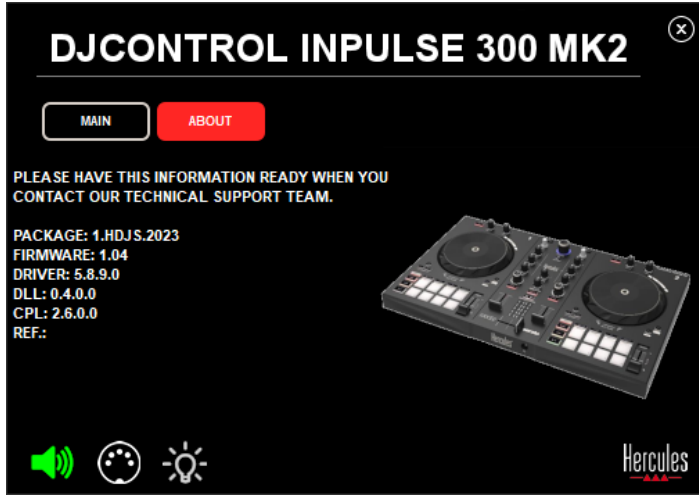 DJCONTROL INPULSE 300 MK2
MAIN
ABOUT
PLEASE HAVE THIS INFORMATION READY WHEN YOU
CONTACT OUR TECHNICAL SUPPORT TEAM.
PACKAGE: 1.HDJS.2023
FIRMWARE: 1.04
DRIVER: 5.8.9.0
DLL: 0.4.0.0
CPL: 2.6.0.0
REF.:
Hercules
Hercules